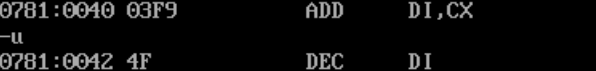 0781:0040 03F9 ADD DI,CX
-u
0781:0042 4F DEC DI